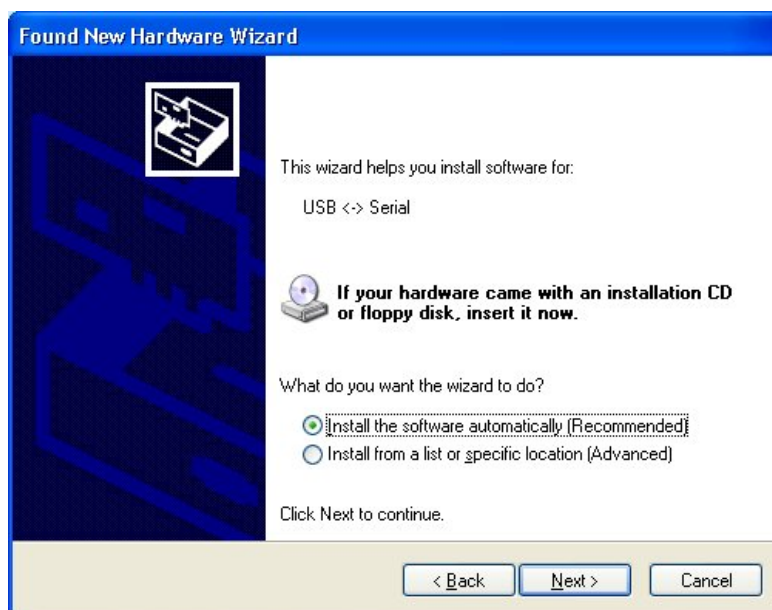 Found New Hardware Wizard
This wizard helps you install software for:
USB <-> Serial
If your hardware came with an installation CD
or floppy disk, insert it now.
What do you want the wizard to do?
Install the software automatically (Recommended)
Install from a list or specific location (Advanced)
Click Next to continue.
< Back Next > Cancel